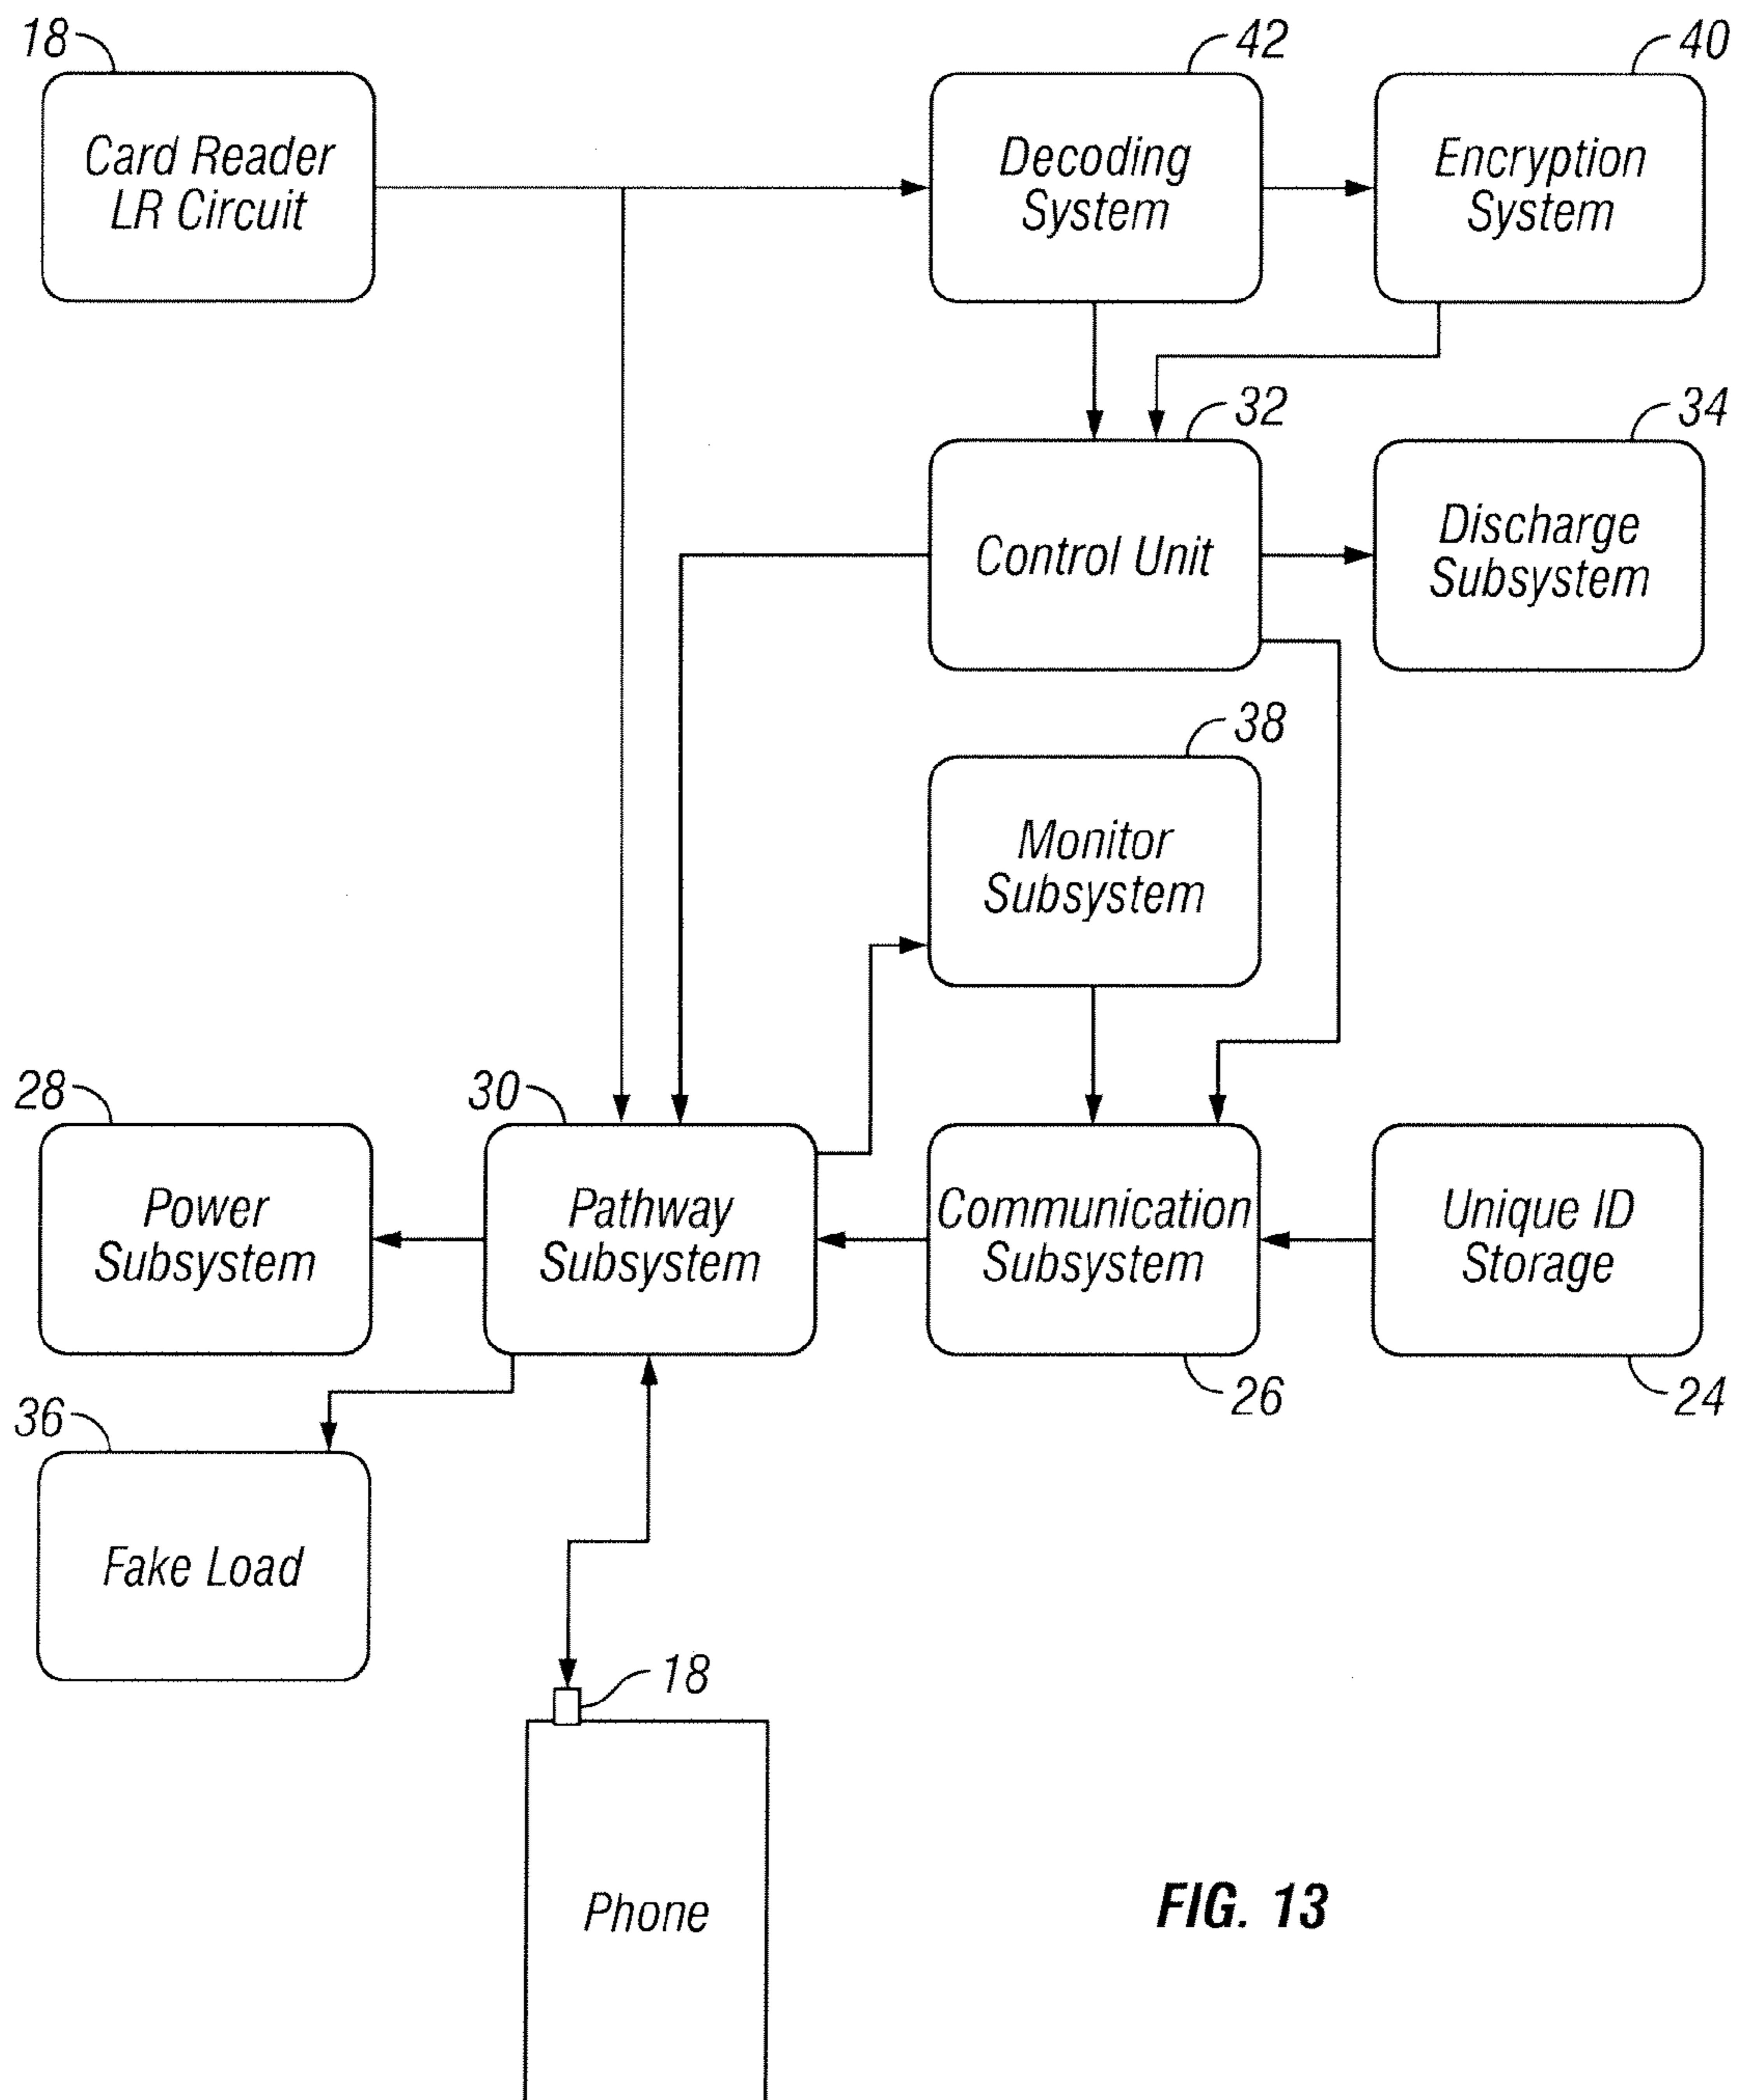 18
42
40
Card Reader
LR Circuit
Decoding
System
Encryption
System
32
34
Control Unit
Discharge
Subsystem
38
Monitor
Subsystem
28
30
Power
Subsystem
Pathway
Subsystem
Communication
Subsystem
Unique ID
Storage
26
24
36
Fake Load
18
Phone
FIG. 13